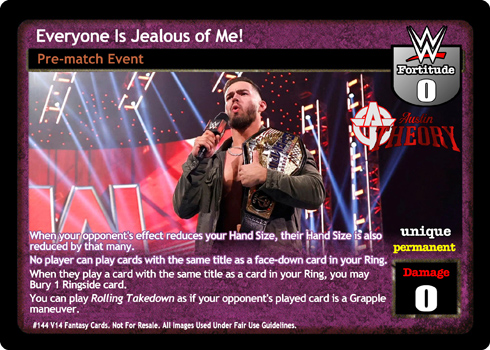 Everyone Is Jealous of Me!
Pre-match Event
Fortitude
0
Austin
THEORY
When your opponent's effect reduces your Hand Size, their Hand Size is also
reduced by that many.
No player can play cards with the same title as a face-down card in your Ring.
When they play a card with the same title as a card in your Ring, you may
Bury 1 Ringside card.
You can play Rolling Takedown as if your opponent's played card is a Grapple
maneuver.
unique
permanent
Damage
0
#144 V14 Fantasy Cards. Not For Resale. All Images Used Under Fair Use Guidelines.